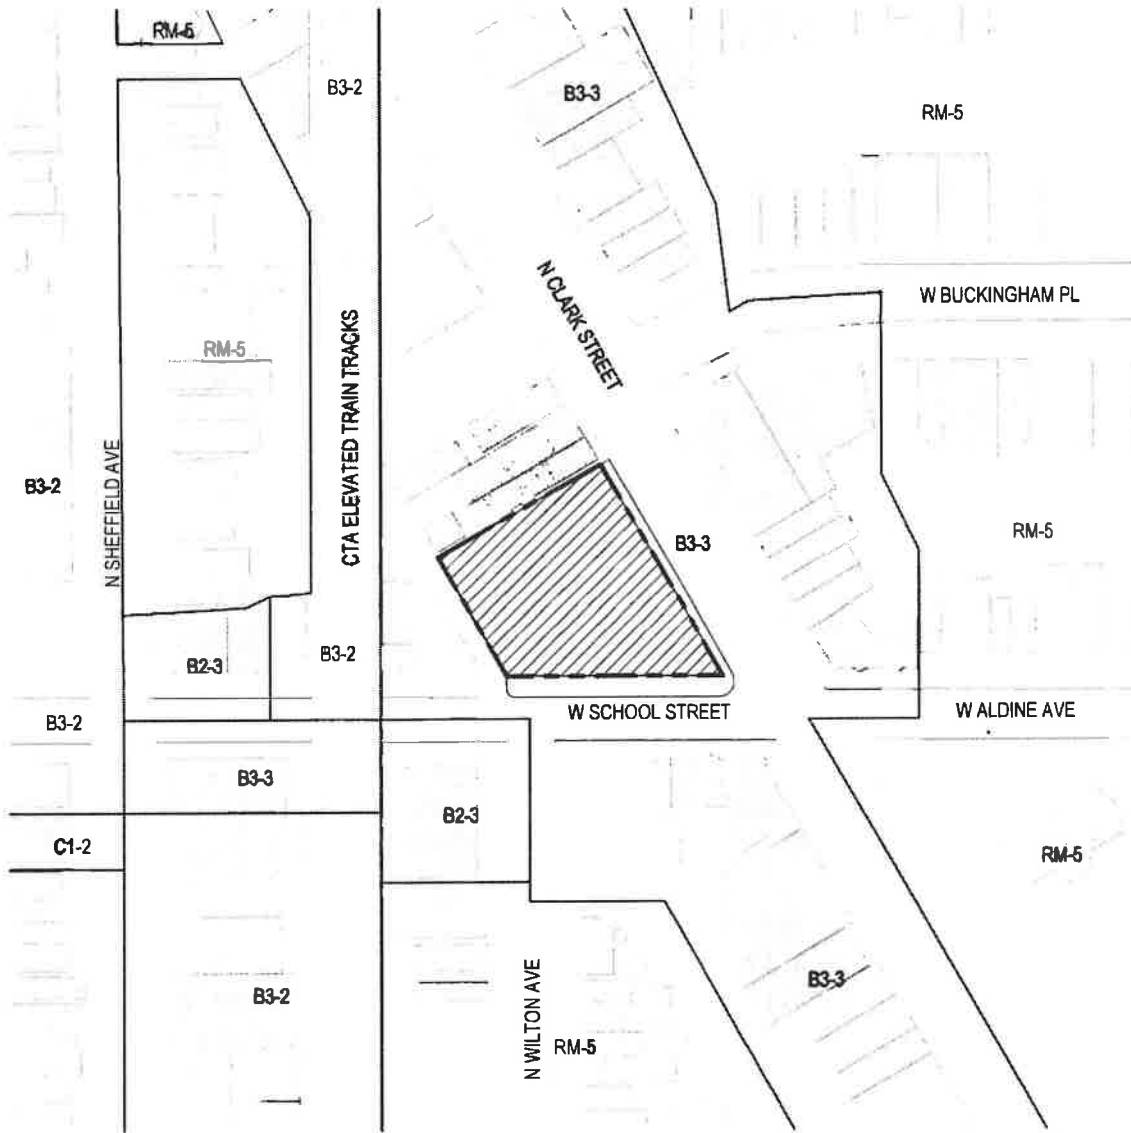 RM-5
B3-2
B3-3
RM-5
N CLARK STREET
W BUCKINGHAM PL
RM-5
CTA ELEVATED TRAIN TRACKS
N SHEFFIELD AVE
B3-2
B3-3
RM-5
B2-3
B3-2
B3-2
W SCHOOL STREET
W ALDINE AVE
B3-3
B2-3
C1-2
RM-5
B3-2
B3-3
N WILTON AVE
RM-5